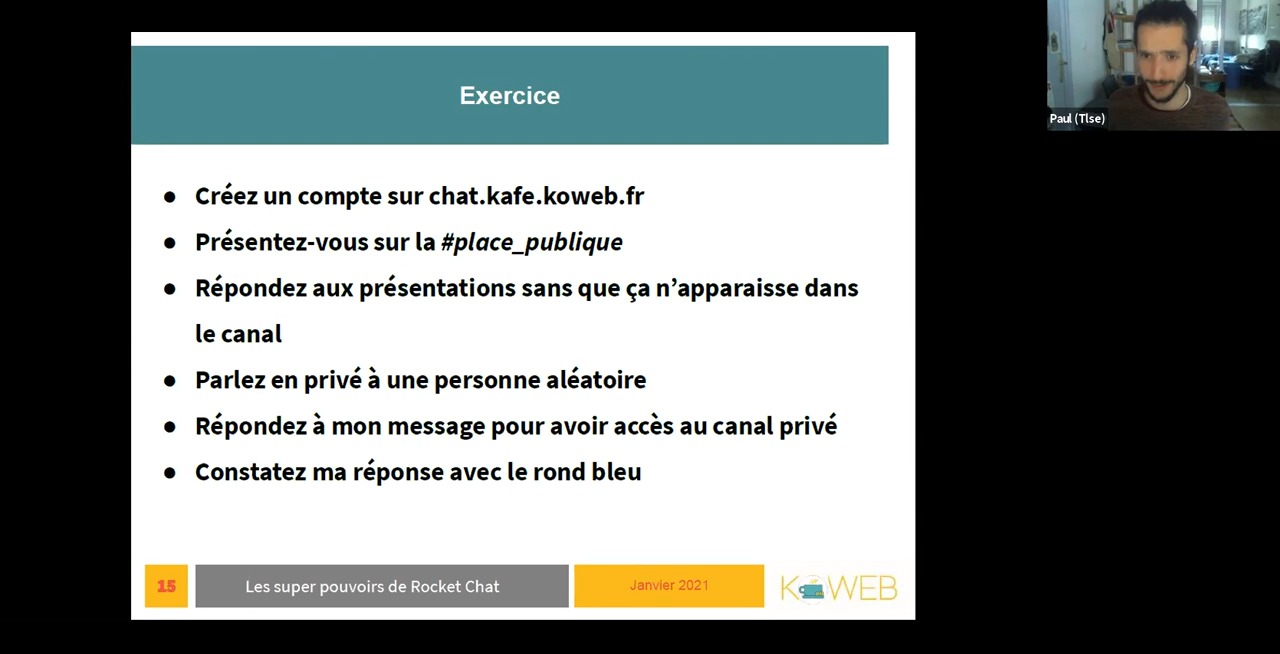 Exercice
Paul (Tlse)
● Créez un compte sur chat.kafe.koweb.fr
● Présentez-vous sur la #place_publique
● Répondez aux présentations sans que ça n’apparaisse dans
le canal
● Parlez en privé à une personne aléatoire
● Répondez à mon message pour avoir accès au canal privé
● Constatez ma réponse avec le rond bleu
15
Les super pouvoirs de Rocket Chat
Janvier 2021
KOWEB